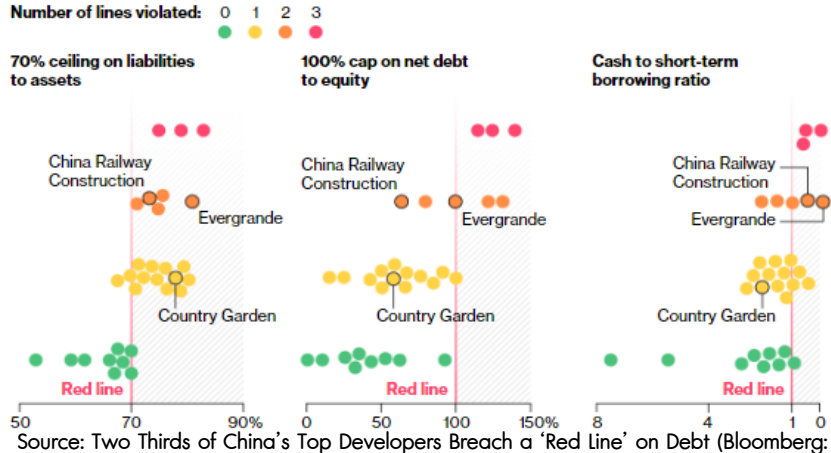 Number of lines violated: 0 1 2 3
70% ceiling on liabilities
to assets
China Railway
Construction
Evergrande
Country Garden
Red line
50 70 90%
100% cap on net debt
to equity
China Railway
Construction
Evergrande
Country Garden
Red line
0 50 100 150%
Cash to short-term
borrowing ratio
China Railway
Construction
Evergrande
Country Garden
Red line
8 4 1 0
Source: Two Thirds of China's Top Developers Breach a 'Red Line' on Debt (Bloomberg: